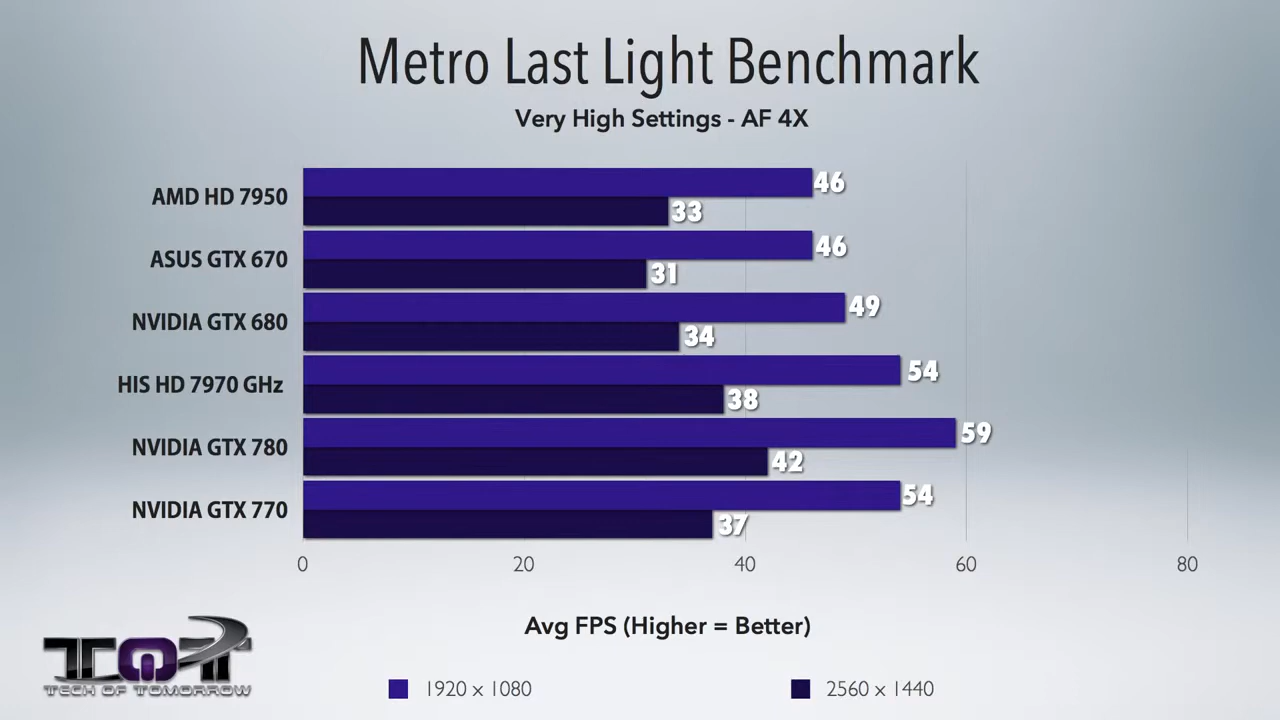 Metro Last Light Benchmark
Very High Settings - AF 4X
AMD HD 7950
46
33
ASUS GTX 670
46
31
NVIDIA GTX 680
49
34
HIS HD 7970 GHz
54
38
NVIDIA GTX 780
59
42
NVIDIA GTX 770
54
37
0 20 40 60 80
Avg FPS (Higher = Better)
TOT
TECH OF TOMORROW
1920 x 1080
2560 x 1440